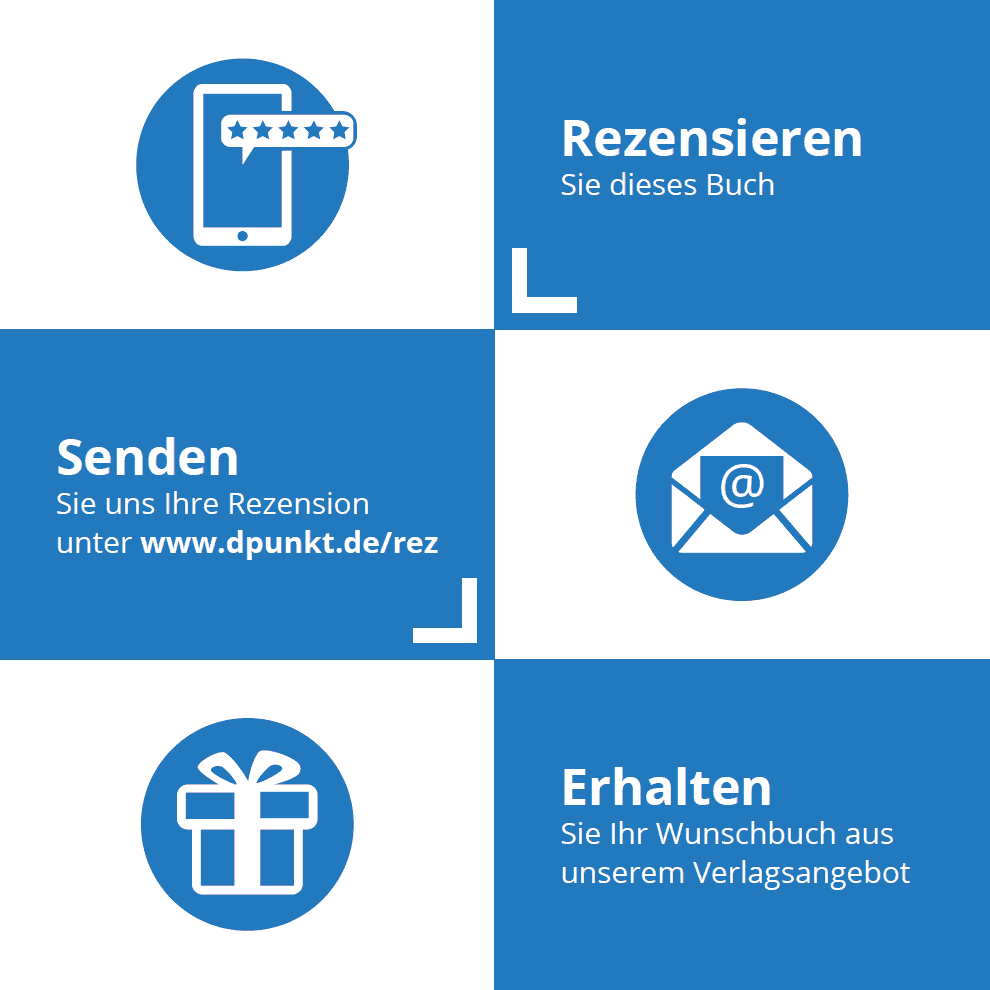 Rezensieren
Sie dieses Buch
Senden
Sie uns Ihre Rezension
unter www.dpunkt.de/rez
@
Erhalten
Sie Ihr Wunschbuch aus
unserem Verlagsangebot